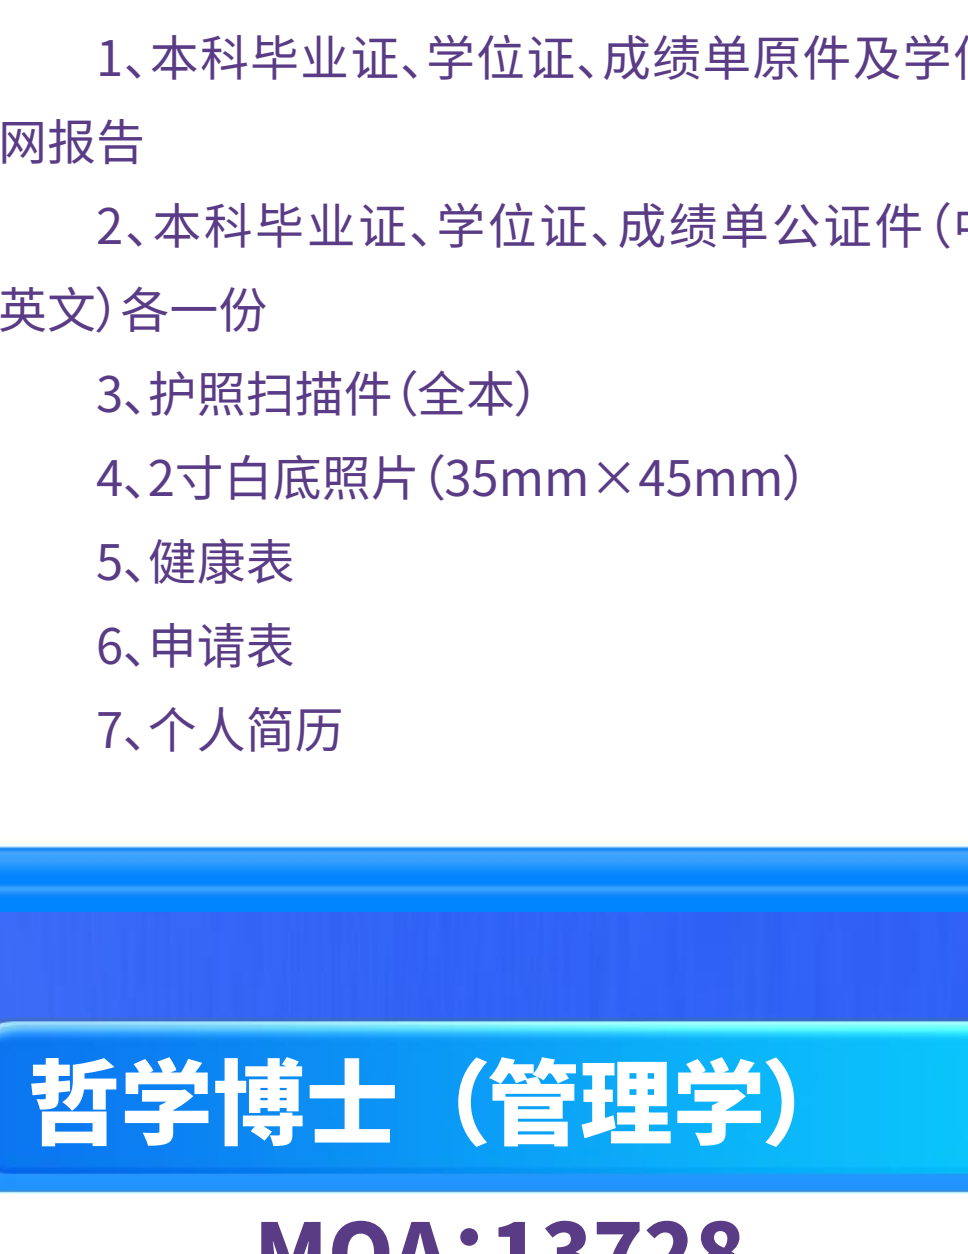 1、本科毕业证、学位证、成绩单原件及学
网报告
2、本科毕业证、学位证、成绩单公证件（
英文）各一份
3、护照扫描件（全本）
4、2寸白底照片（35mm×45mm）
5、健康表
6、申请表
7、个人简历
哲学博士（管理学）
MQA：13728